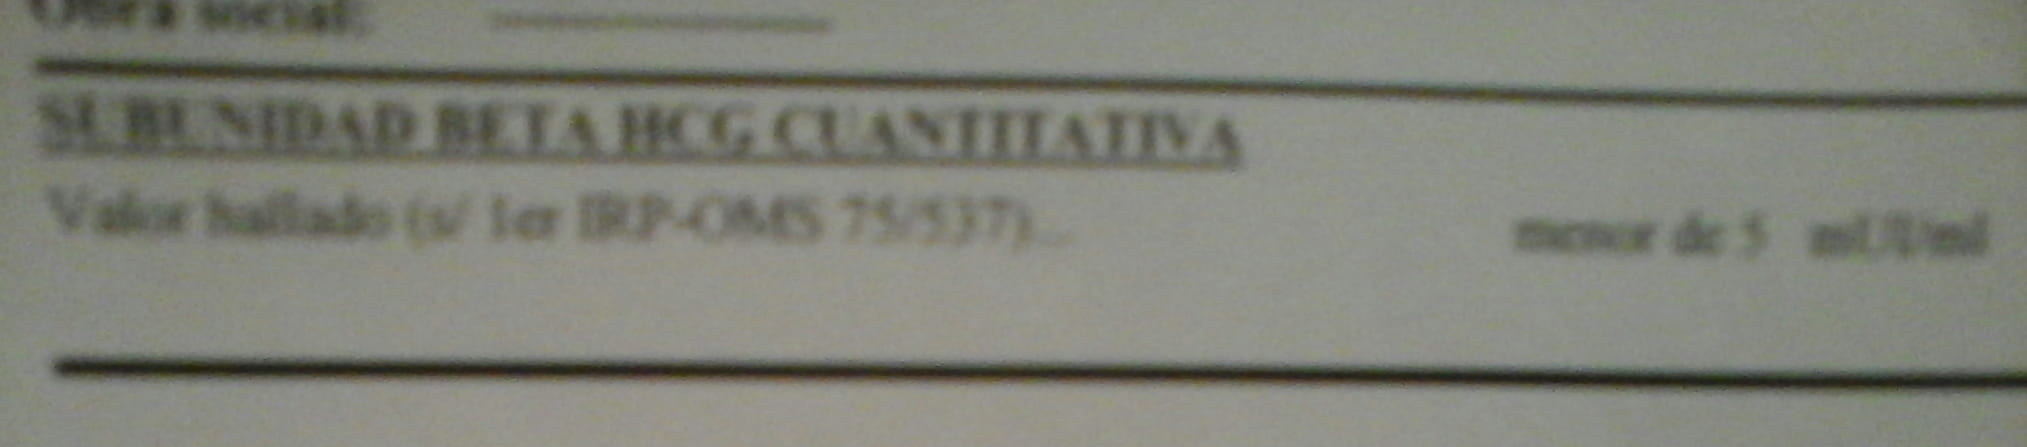 Obra social:
SUBUNIDAD BETA HCG CUANTITATIVA
Valor hallado (s/ 1er IRP-OMS 75/537)... menor de 5 mUI/ml